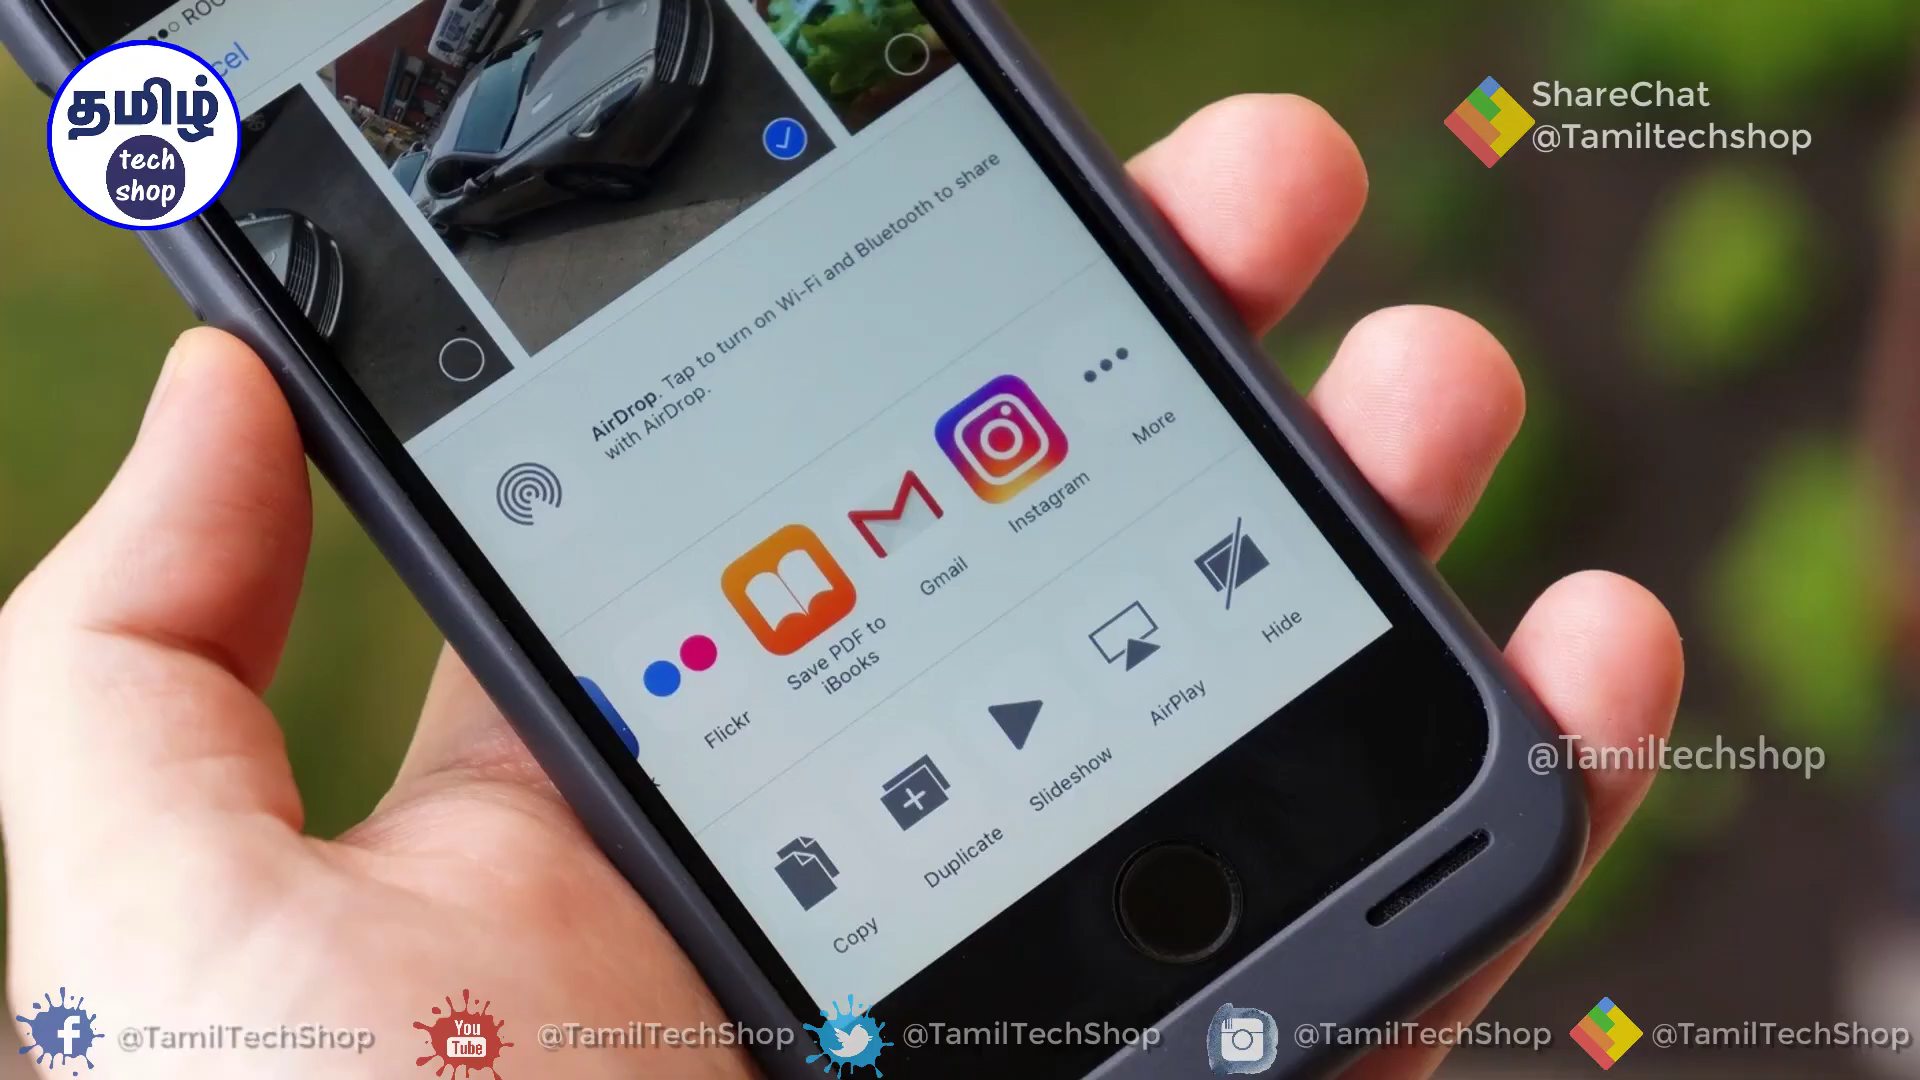 தமிழ்
tech
shop
ShareChat
@Tamiltechshop
AirDrop. Tap to turn on Wi-Fi and Bluetooth to share
with AirDrop.
Flickr
Save PDF to
iBooks
Gmail
Instagram
More
Copy
Duplicate
Slideshow
AirPlay
Hide
@Tamiltechshop
@TamilTechShop
You
Tube
@TamilTechShop
@TamilTechShop
@TamilTechShop
@TamilTechShop